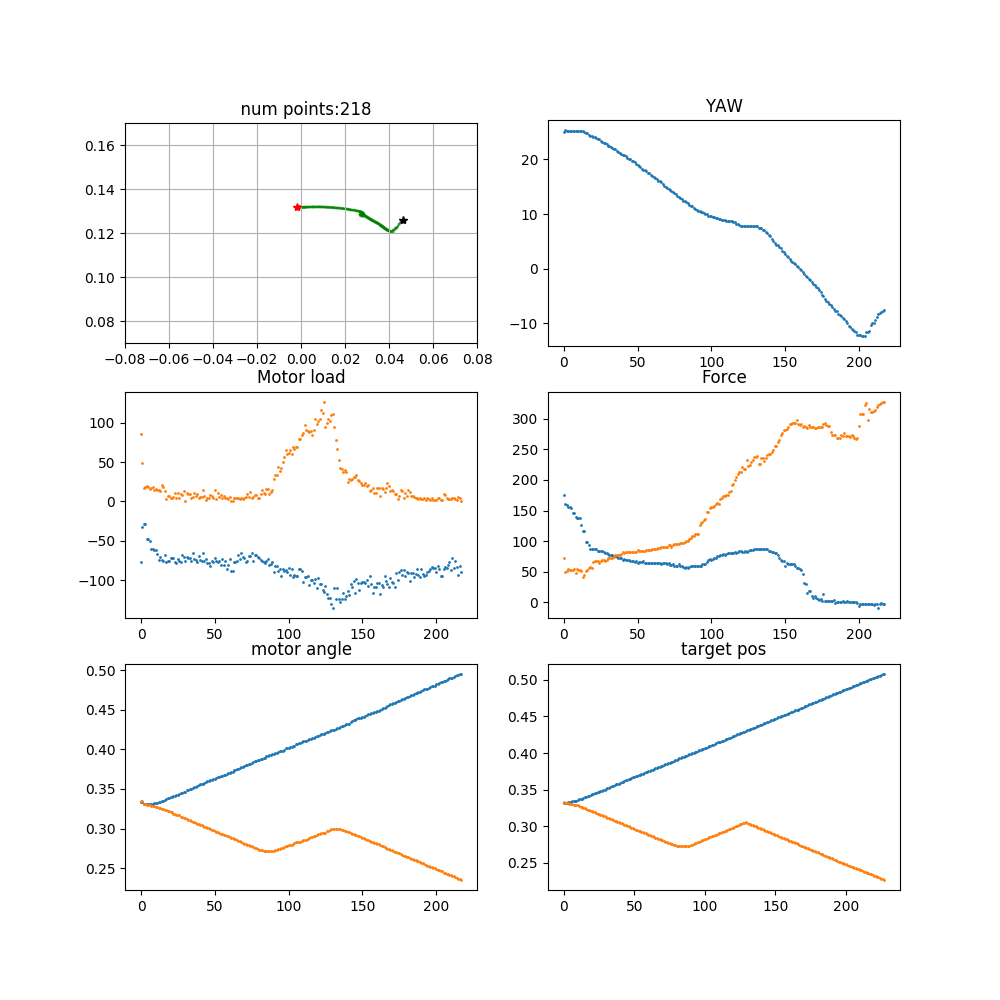 num points:218
0.16
0.14
0.12
0.10
0.08
−0.08 −0.06 −0.04 −0.02 0.00 0.02 0.04 0.06 0.08
YAW
20
10
0
−10
0 50 100 150 200
Motor load
100
50
0
−50
−100
0 50 100 150 200
Force
300
250
200
150
100
50
0
0 50 100 150 200
motor angle
0.50
0.45
0.40
0.35
0.30
0.25
0 50 100 150 200
target pos
0.50
0.45
0.40
0.35
0.30
0.25
0 50 100 150 200